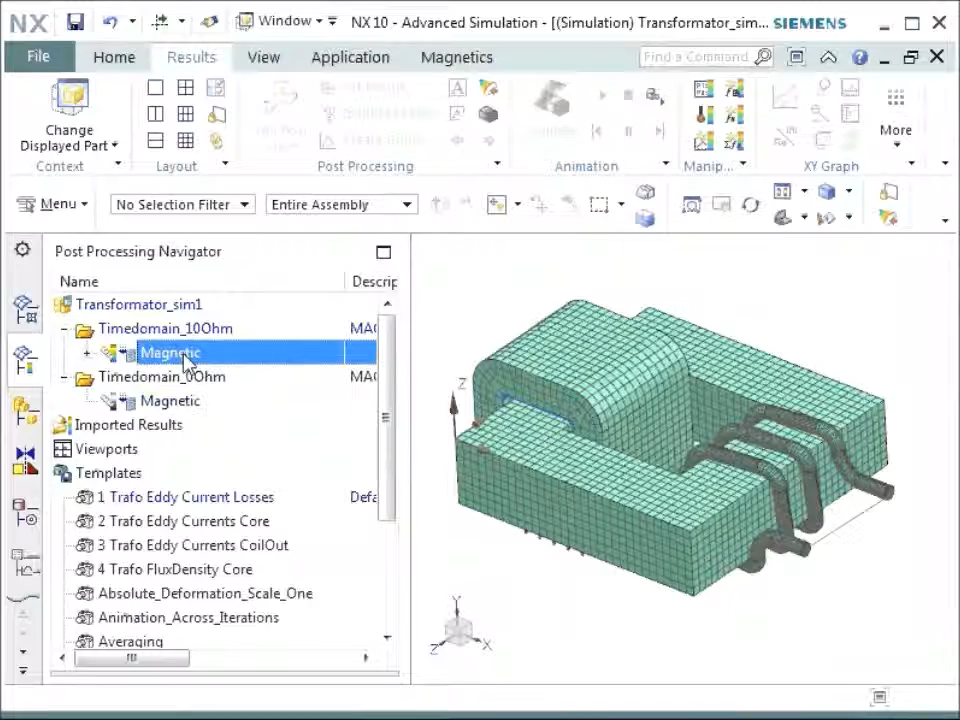 NX
Window
NX 10 - Advanced Simulation - [(Simulation) Transformator_sim...
SIEMENS
File
Home
Results
View
Application
Magnetics
Find a Command
Change
Displayed Part
More
Context
Layout
Post Processing
Animation
Manip...
XY Graph
Menu
No Selection Filter
Entire Assembly
Post Processing Navigator
Name
Descrip
Transformator_sim1
Timedomain_10Ohm
MAG
Magnetic
Timedomain_0Ohm
MAG
Magnetic
Imported Results
Viewports
Templates
1 Trafo Eddy Current Losses
Defa
2 Trafo Eddy Currents Core
3 Trafo Eddy Currents CoilOut
4 Trafo FluxDensity Core
Absolute_Deformation_Scale_One
Animation_Across_Iterations
Averaging
Z
Y
Z
X